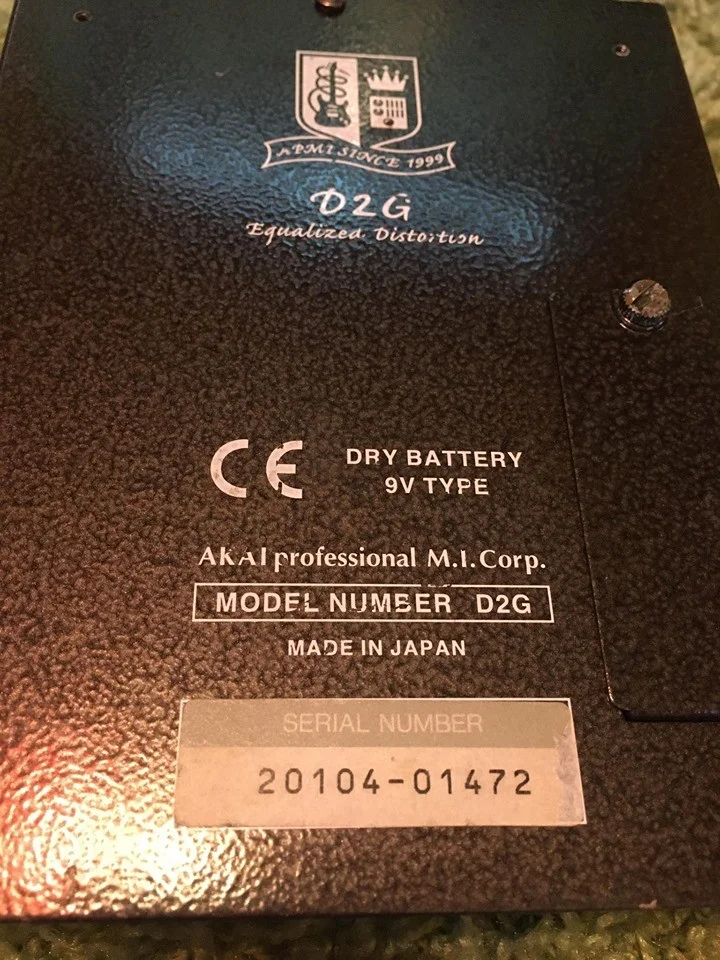 APMI SINCE 1999
D2G
Equalized Distortion
CE
DRY BATTERY
9V TYPE
AKAI professional M.I.Corp.
MODEL NUMBER D2G
MADE IN JAPAN
SERIAL NUMBER
20104-01472